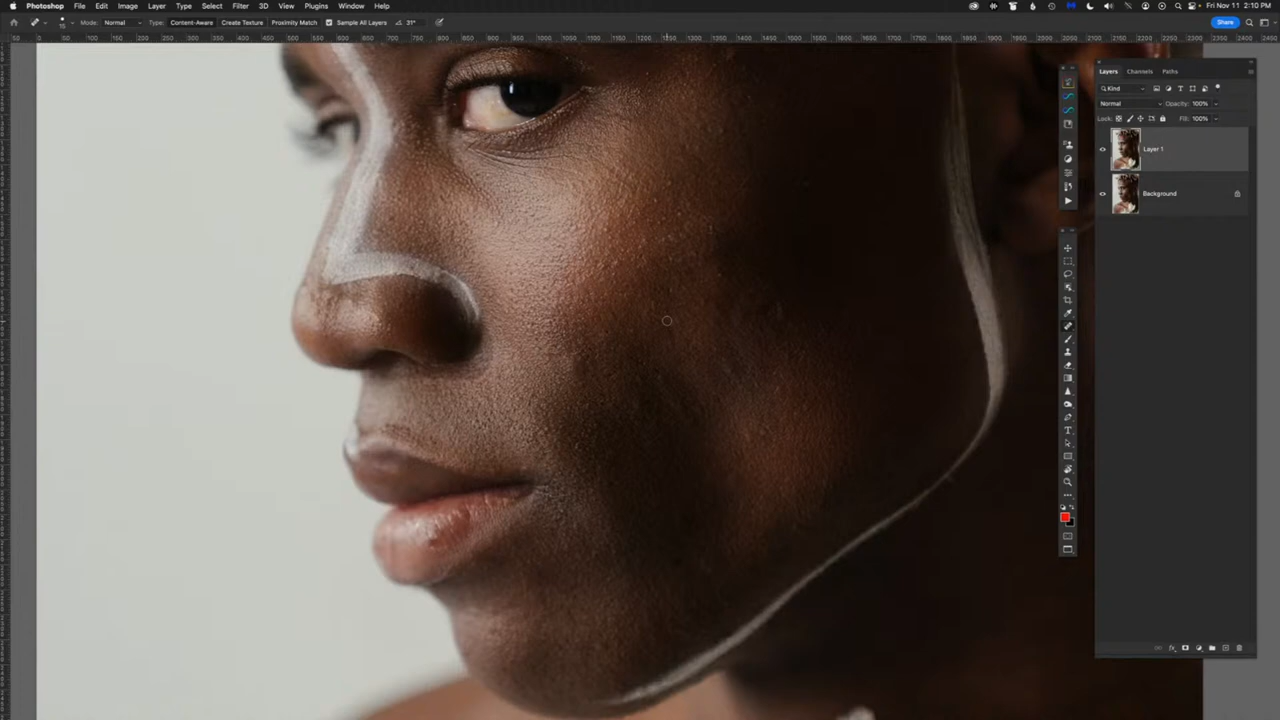 Photoshop File Edit Image Layer Type Select Filter 3D View Plugins Window Help Fri Nov 11 2:10 PM
15 Mode: Normal Type: Content-Aware Create Texture Proximity Match Sample All Layers 31° Share
Layers Channels Paths
Kind
Normal Opacity: 100%
Lock: Fill: 100%
Layer 1
Background